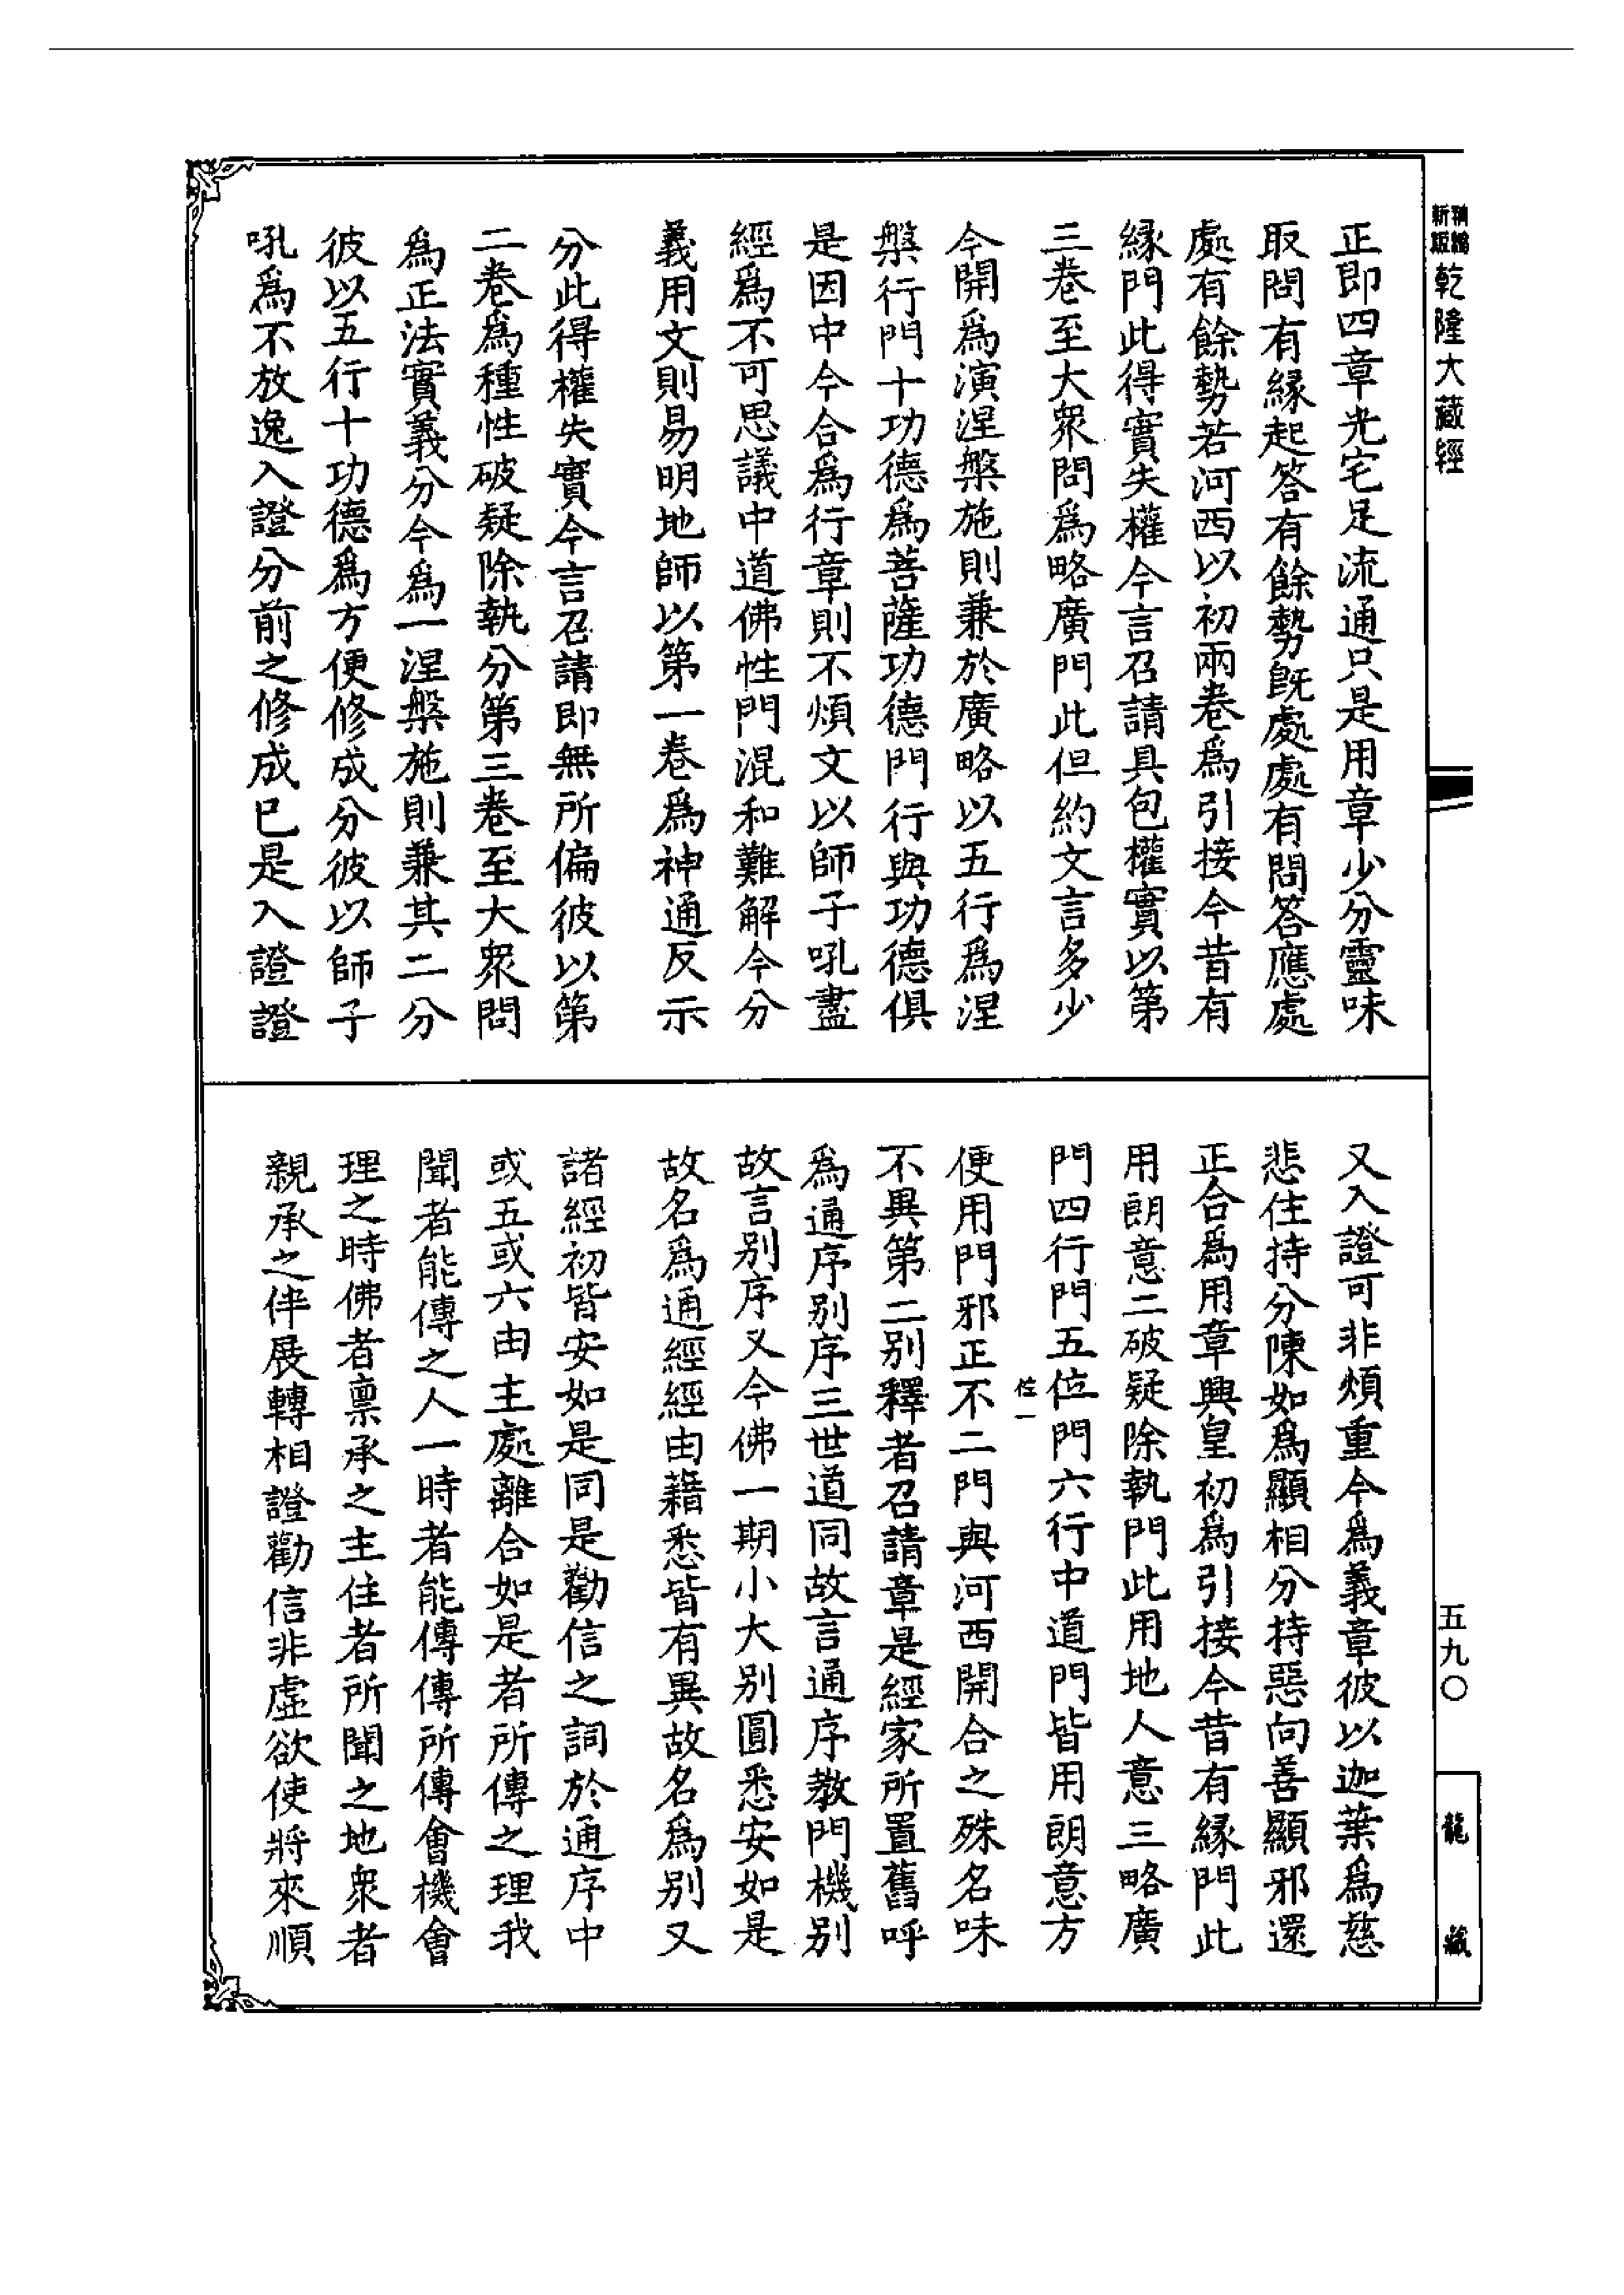 新編
新版
乾隆大藏經
正即四章光宅足流通只是用章少分靈味
取問有緣起答有餘勢旣處處有問答應處
處有餘勢若河西以初兩卷爲引接今昔有
緣門此得實失權今言召請具包權實以第
三卷至大衆問爲略廣門此但約文言多少
今開爲演涅槃施則兼於廣略以五行爲涅
槃行門十功德爲菩薩功德門行與功德俱
是因中今合爲行章則不煩文以師子吼盡
經爲不可思議中道佛性門混和難解今分
義用文則易明地師以第一卷爲神通反示
分此得權失實今言召請即無所偏彼以第
二卷爲種性破疑除執分第三卷至大衆問
爲正法實義分今爲一涅槃施則兼其二分
彼以五行十功德爲方便修成分彼以師子
吼爲不放逸入證分前之修成已是入證證
又入證可非煩重今爲義章彼以迦葉爲慈
悲住持分陳如爲顯相分持惡向善顯邪還
正合爲用章興皇初爲引接今昔有緣門此
用朗意二破疑除執門此用地人意三略廣
門四行門五位門六行中道門皆用朗意方
佐一
便用門邪正不二門與河西開合之殊名味
不異第二別釋者召請章是經家所置舊呼
爲通序別序三世道同故言通序教門機別
故言別序又今佛一期小大別圓悉安如是
故名爲通經經由藉悉皆有異故名爲別又
諸經初皆安如是同是勸信之詞於通序中
或五或六由主處離合如是者所傳之理我
聞者能傳之人一時者能傳傳所傳會機會
理之時佛者禀承之主住者所聞之地衆者
親承之伴展轉相證勸信非虛欲使將來順
五九〇
龍藏